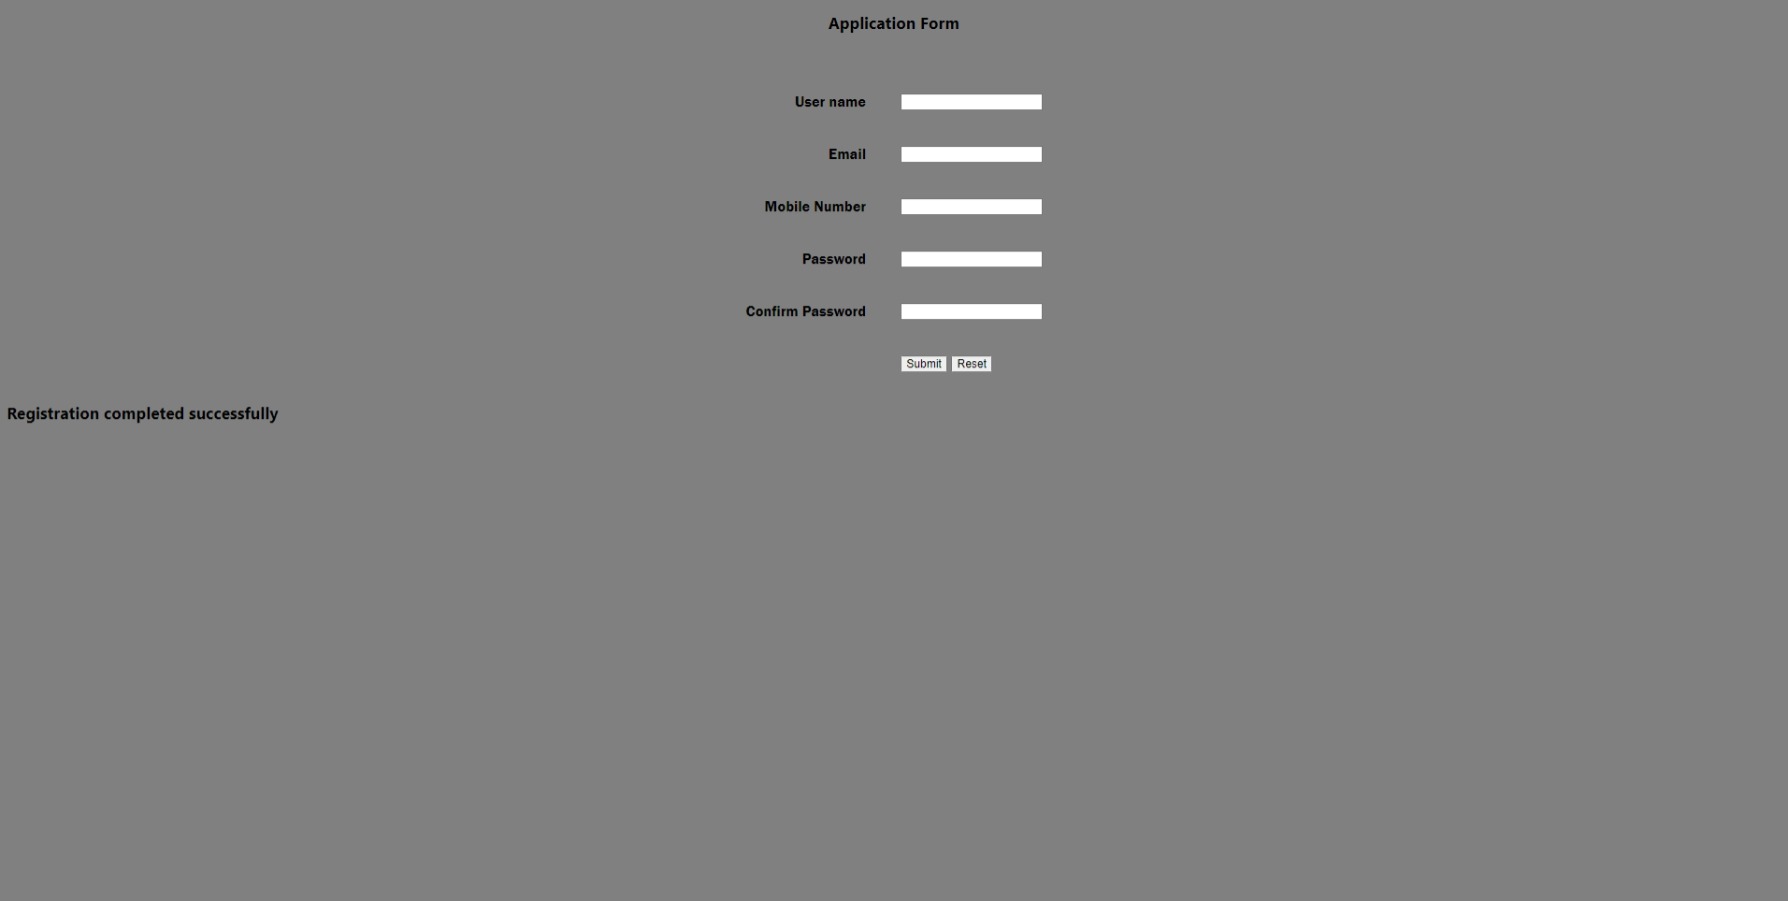 Application Form
User name
Email
Mobile Number
Password
Confirm Password
Submit Reset
Registration completed successfully